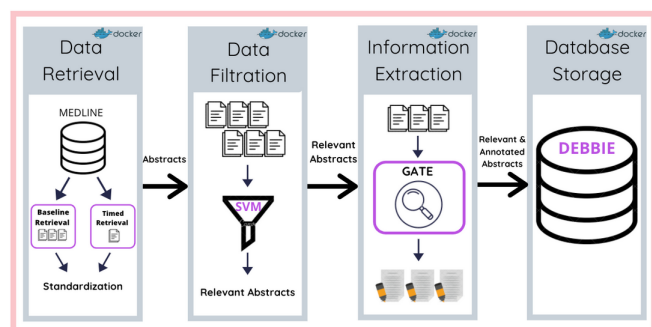 docker
Data
Retrieval
MEDLINE
Baseline
Retrieval
Timed
Retrieval
Standardization
Abstracts
docker
Data
Filtration
SVM
Relevant Abstracts
Relevant
Abstracts
docker
Information
Extraction
GATE
Relevant &
Annotated
Abstracts
docker
Database
Storage
DEBBIE